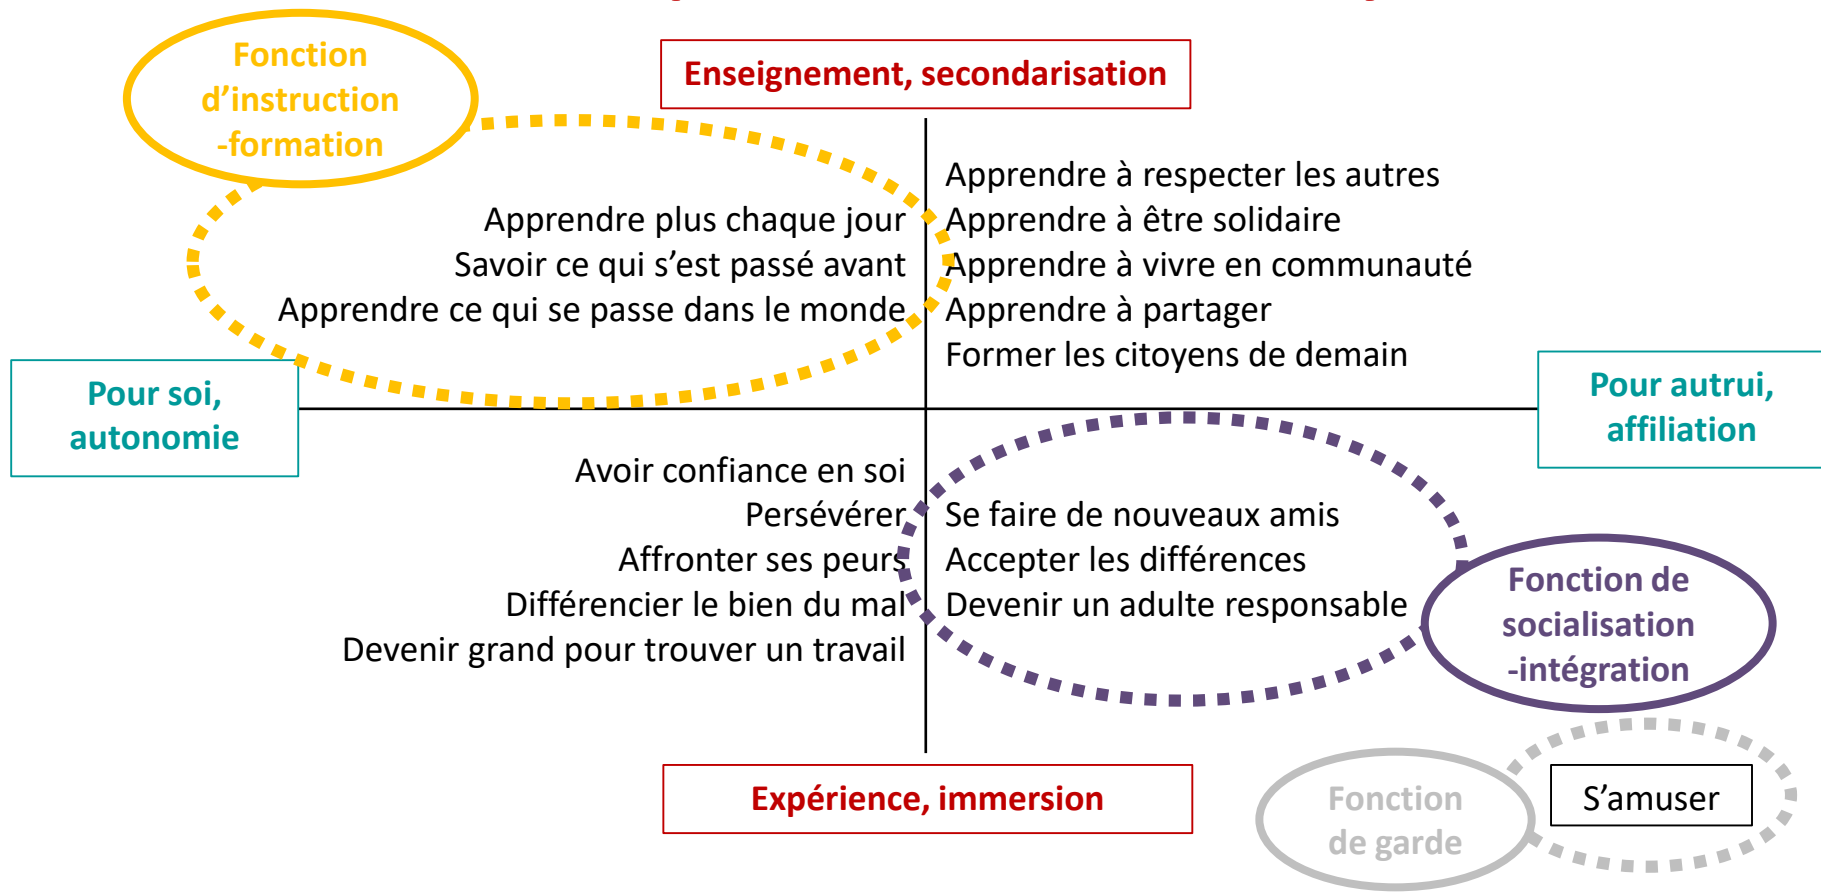 Fonction
d'instruction
-formation
Enseignement, secondarisation
Apprendre plus chaque jour
Savoir ce qui s'est passé avant
Apprendre ce qui se passe dans le monde
Apprendre à respecter les autres
Apprendre à être solidaire
Apprendre à vivre en communauté
Apprendre à partager
Former les citoyens de demain
Pour soi,
autonomie
Pour autrui,
affiliation
Avoir confiance en soi
Persévérer
Affronter ses peurs
Différencier le bien du mal
Devenir grand pour trouver un travail
Se faire de nouveaux amis
Accepter les différences
Devenir un adulte responsable
Fonction de
socialisation
-intégration
Expérience, immersion
Fonction
de garde
S'amuser